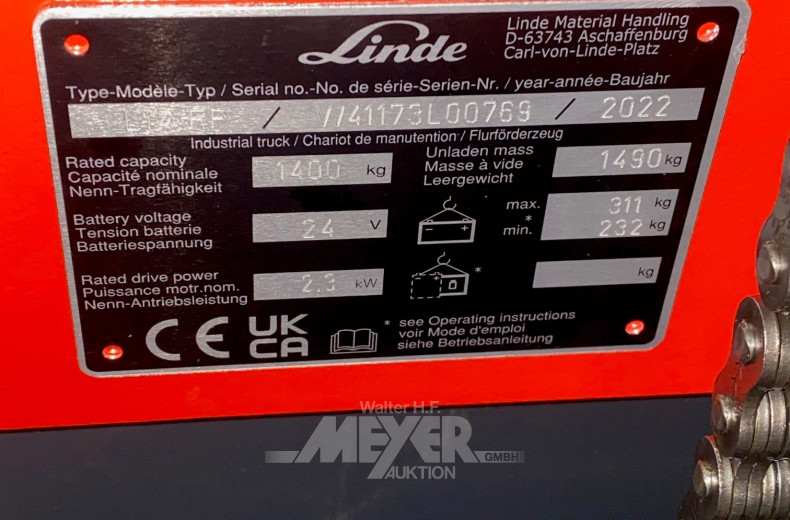 Linde
Linde Material Handling
D-63743 Aschaffenburg
Carl-von-Linde-Platz
Type-Modèle-Typ / Serial no.-No. de série-Serien-Nr. / year-année-Baujahr
/ /41173L00769 / 2022
Industrial truck / Chariot de manutention / Flurförderzeug
Rated capacity
Capacité nominale
Nenn-Tragfähigkeit
1400 kg
Unladen mass
Masse à vide
Leergewicht
1490 kg
Battery voltage
Tension batterie
Batteriespannung
24 V
max. 311 kg
*
min. 232 kg
Rated drive power
Puissance motr.nom.
Nenn-Antriebsleistung
2.3 kW
*
kg
CE UK
CA
* see Operating instructions
voir Mode d'emploi
siehe Betriebsanleitung
Walter H.F.
MEYER
GMBH
AUKTION